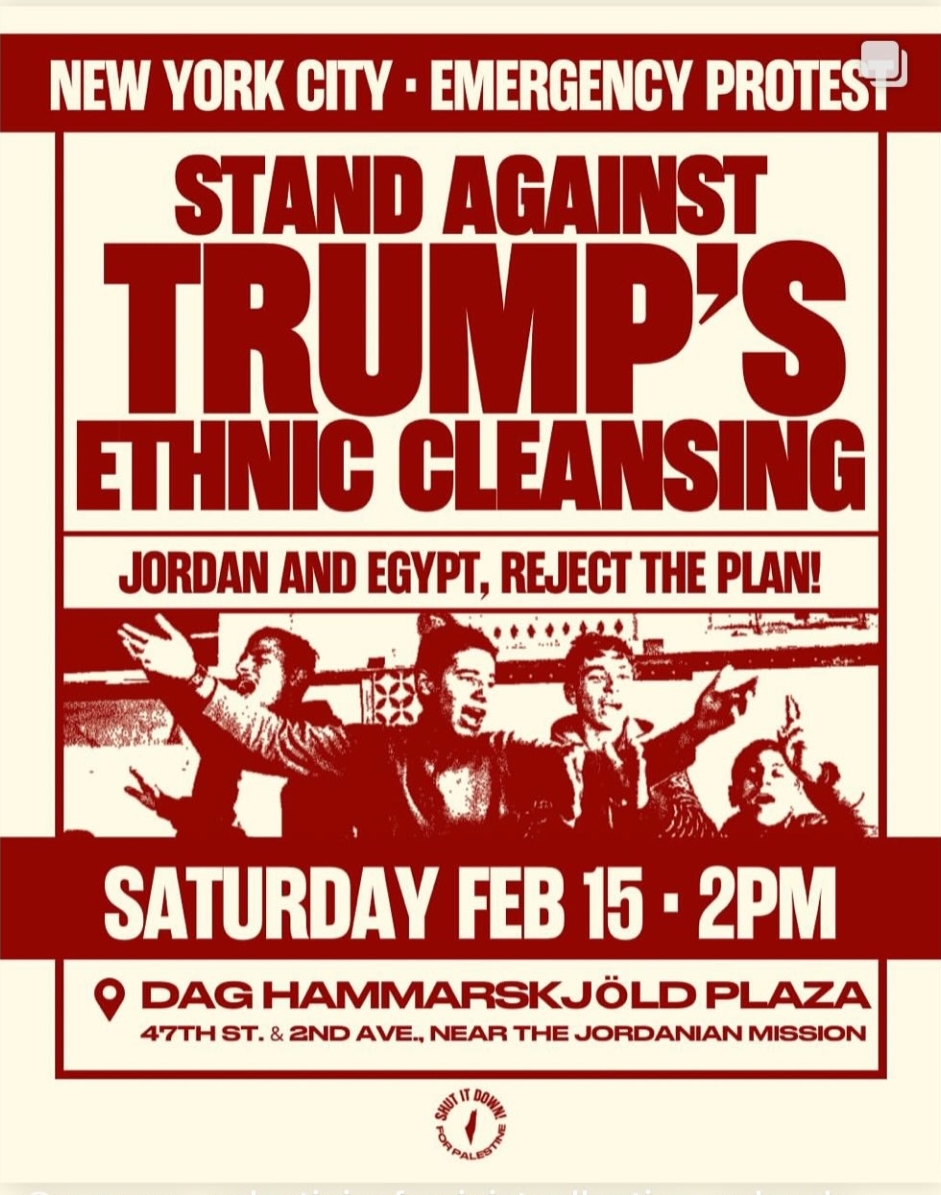 NEW YORK CITY · EMERGENCY PROTEST
STAND AGAINST
TRUMP'S
ETHNIC CLEANSING
JORDAN AND EGYPT, REJECT THE PLAN!
SATURDAY FEB 15 · 2PM
DAG HAMMARSKJÖLD PLAZA
47TH ST. & 2ND AVE., NEAR THE JORDANIAN MISSION
SHUT IT DOWN!
FOR PALESTINE